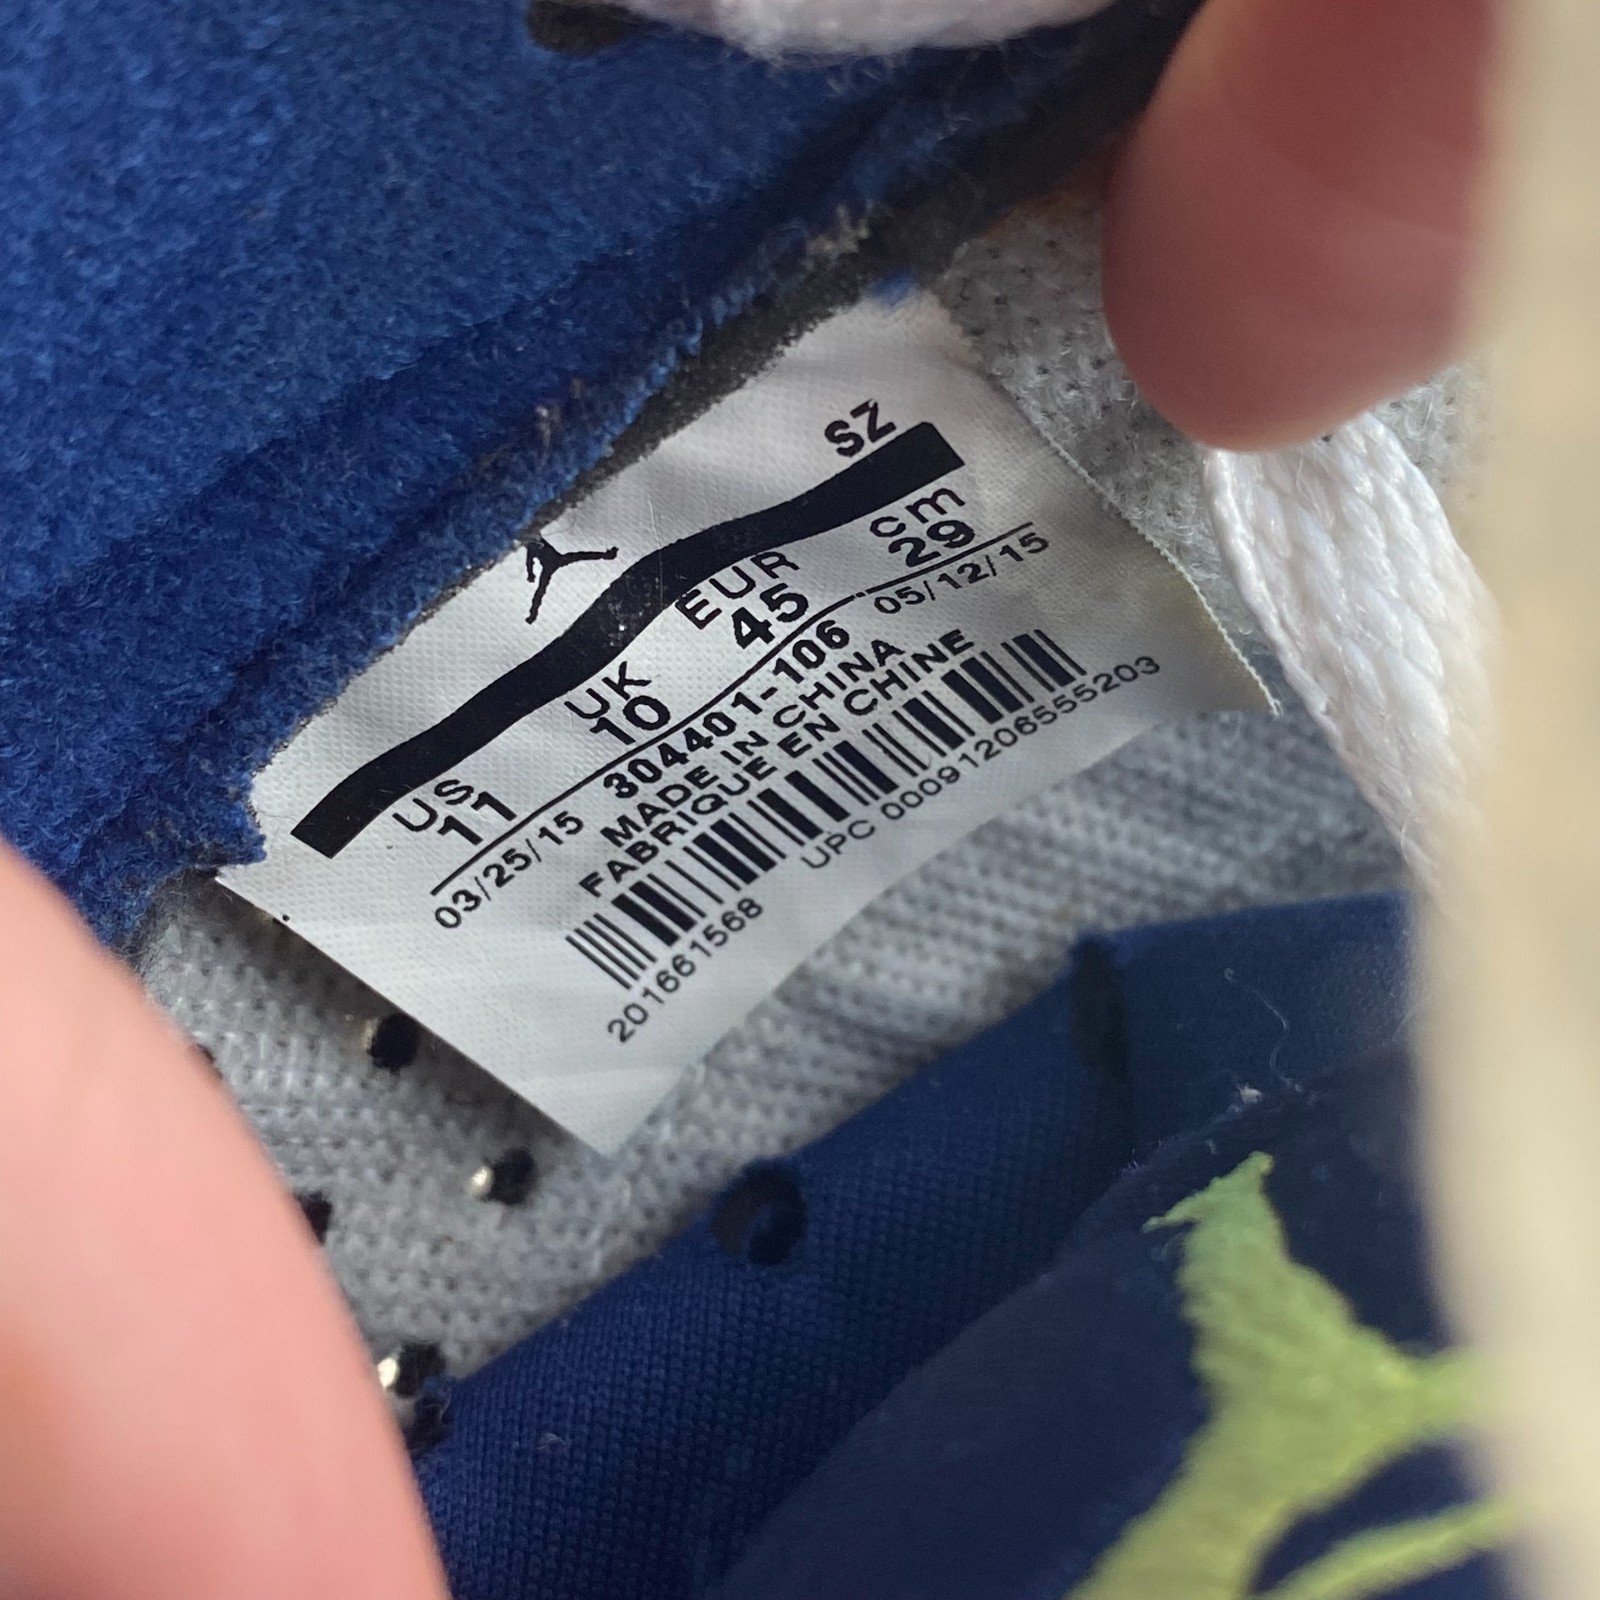 SZ
US UK EUR cm
11 10 45 29
03/25/15 304401-106 05/12/15
MADE IN CHINA
FABRIQUE EN CHINE
201661568 UPC 00091206555203